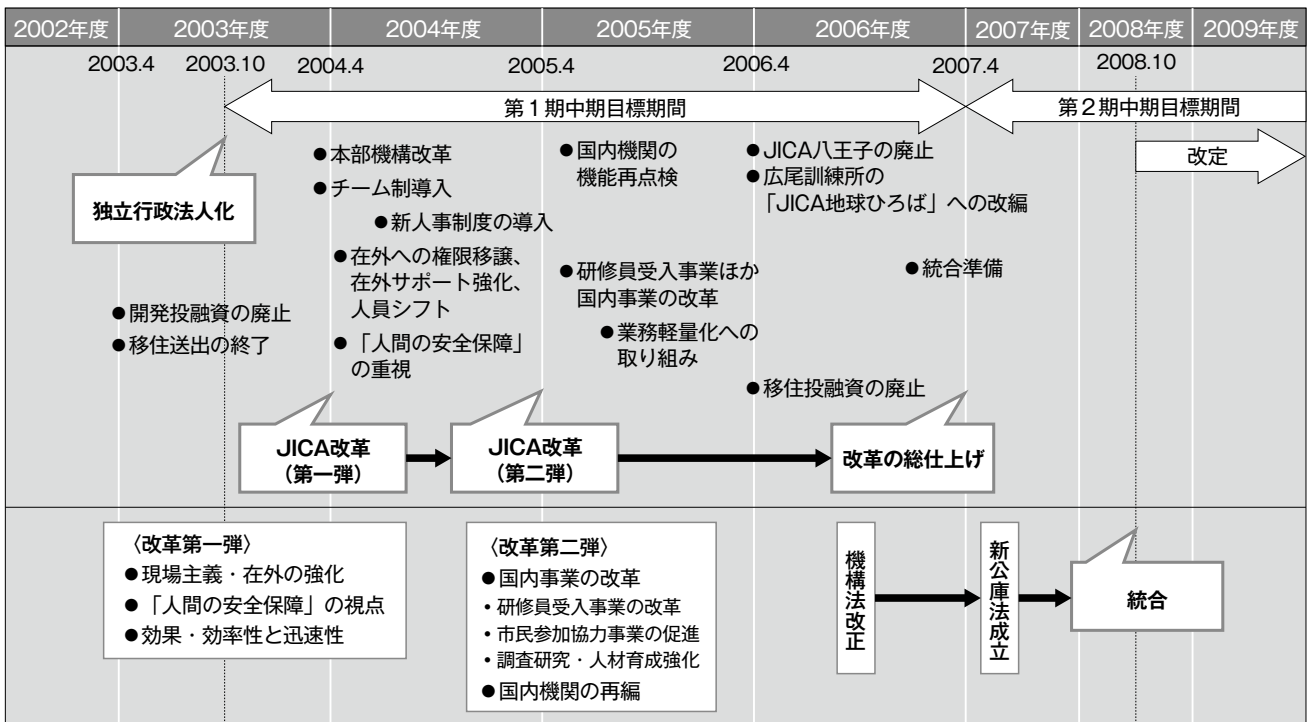 2002年度 2003年度 2004年度 2005年度 2006年度 2007年度 2008年度 2009年度
2003.4 2003.10 2004.4 2005.4 2006.4 2007.4 2008.10
第1期中期目標期間
第2期中期目標期間
改定
独立行政法人化
●開発投融資の廃止
●移住送出の終了
●本部機構改革
●チーム制導入
●新人事制度の導入
●在外への権限移譲、
在外サポート強化、
人員シフト
●「人間の安全保障」
の重視
●国内機関の
機能再点検
●研修員受入事業ほか
国内事業の改革
●業務軽量化への
取り組み
●JICA八王子の廃止
●広尾訓練所の
「JICA地球ひろば」への改編
●統合準備
●移住投融資の廃止
JICA改革
(第一弾)
JICA改革
(第二弾)
改革の総仕上げ
〈改革第一弾〉
●現場主義・在外の強化
●「人間の安全保障」の視点
●効果・効率性と迅速性
〈改革第二弾〉
●国内事業の改革
・研修員受入事業の改革
・市民参加協力事業の促進
・調査研究・人材育成強化
●国内機関の再編
機構法改正
新公庫法成立
統合